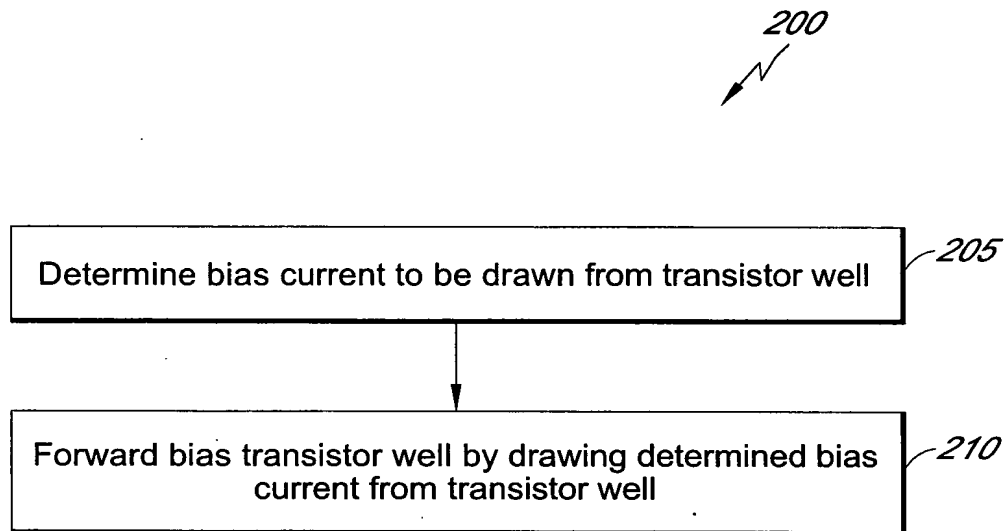 200
Determine bias current to be drawn from transistor well
205
Forward bias transistor well by drawing determined bias
current from transistor well
210